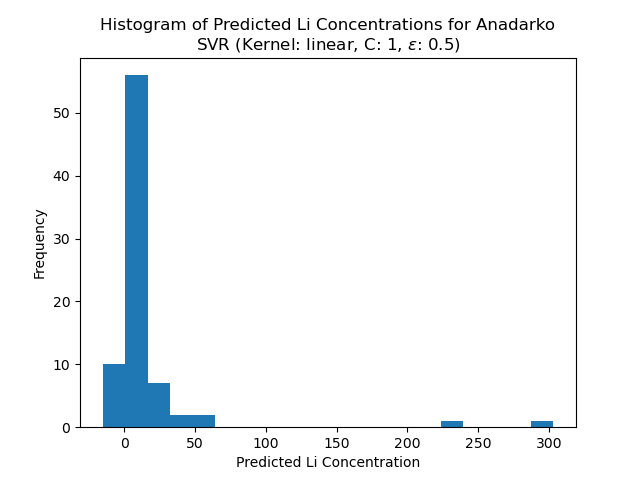 Histogram of Predicted Li Concentrations for Anadarko
SVR (Kernel: linear, C: 1, ε: 0.5)
50
40
30
20
10
0
Frequency
0 50 100 150 200 250 300
Predicted Li Concentration